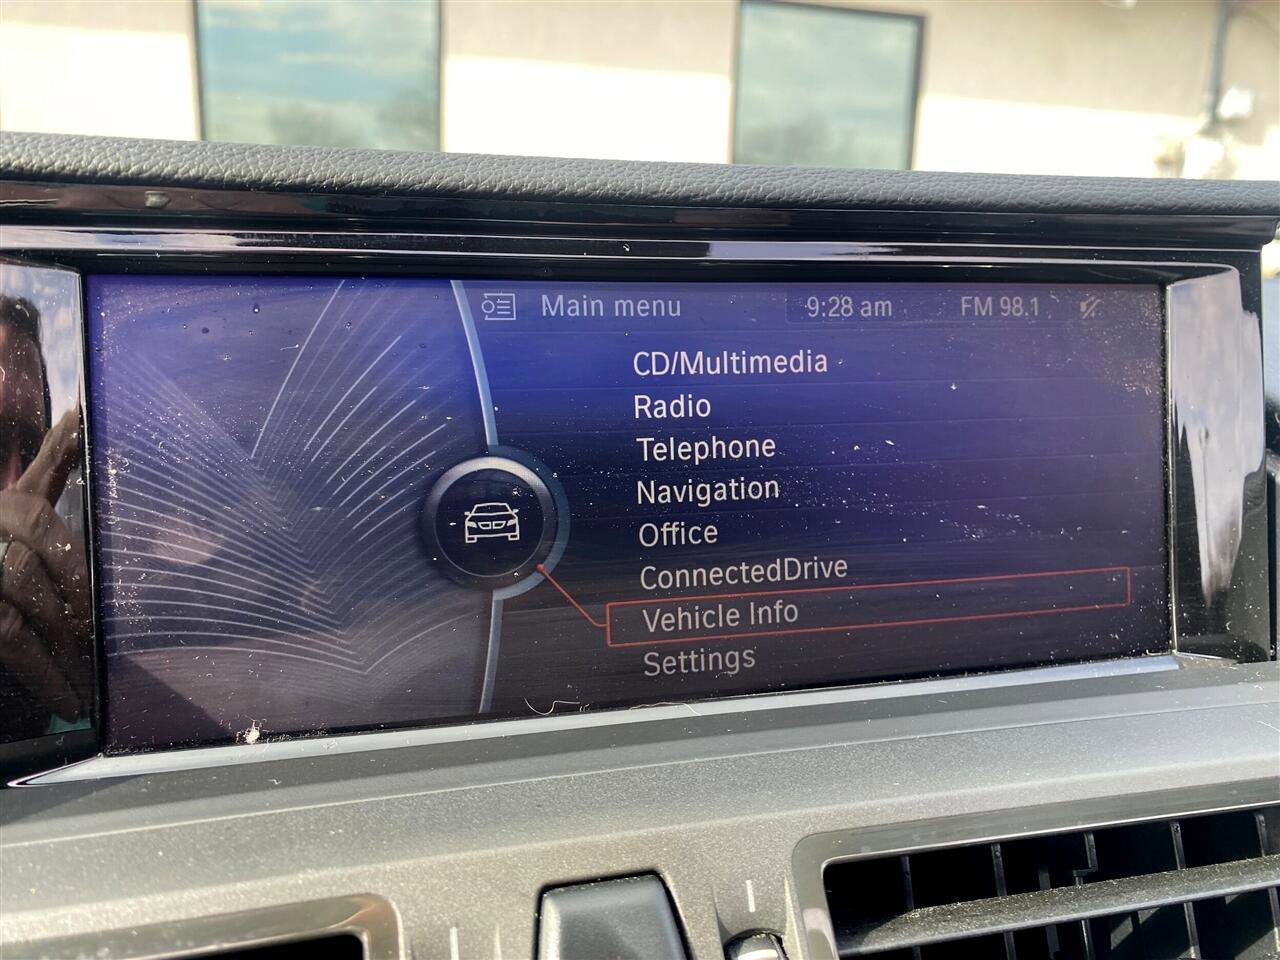 Main menu 9:28 am FM 98.1
CD/Multimedia
Radio
Telephone
Navigation
Office
ConnectedDrive
Vehicle Info
Settings